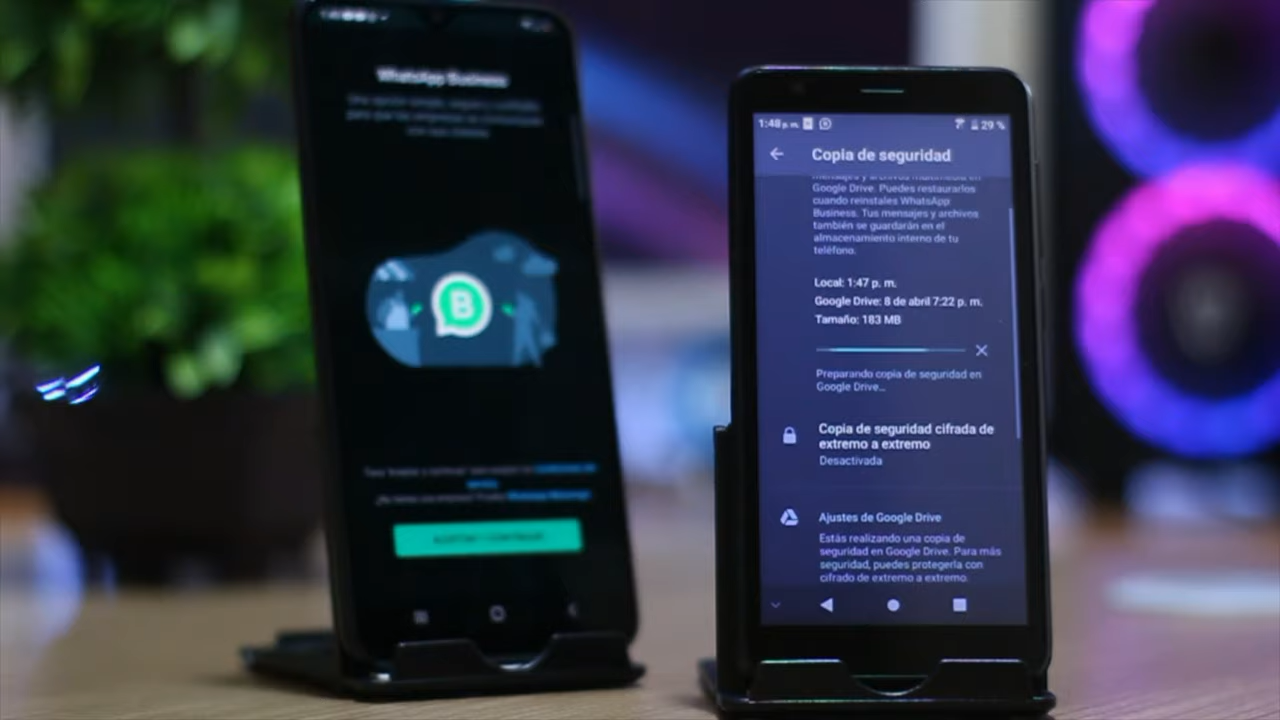 WhatsApp Business
B
1:48 p. m.
29 %
Copia de seguridad
mensajes y archivos multimedia en
Google Drive. Puedes restaurarlos
cuando reinstales WhatsApp
Business. Tus mensajes y archivos
también se guardarán en el
almacenamiento interno de tu
teléfono.
Local: 1:47 p. m.
Google Drive: 8 de abril 7:22 p. m.
Tamaño: 183 MB
Preparando copia de seguridad en
Google Drive...
Copia de seguridad cifrada de
extremo a extremo
Desactivada
Ajustes de Google Drive
Estás realizando una copia de
seguridad en Google Drive. Para más
seguridad, puedes protegerla con
cifrado de extremo a extremo.